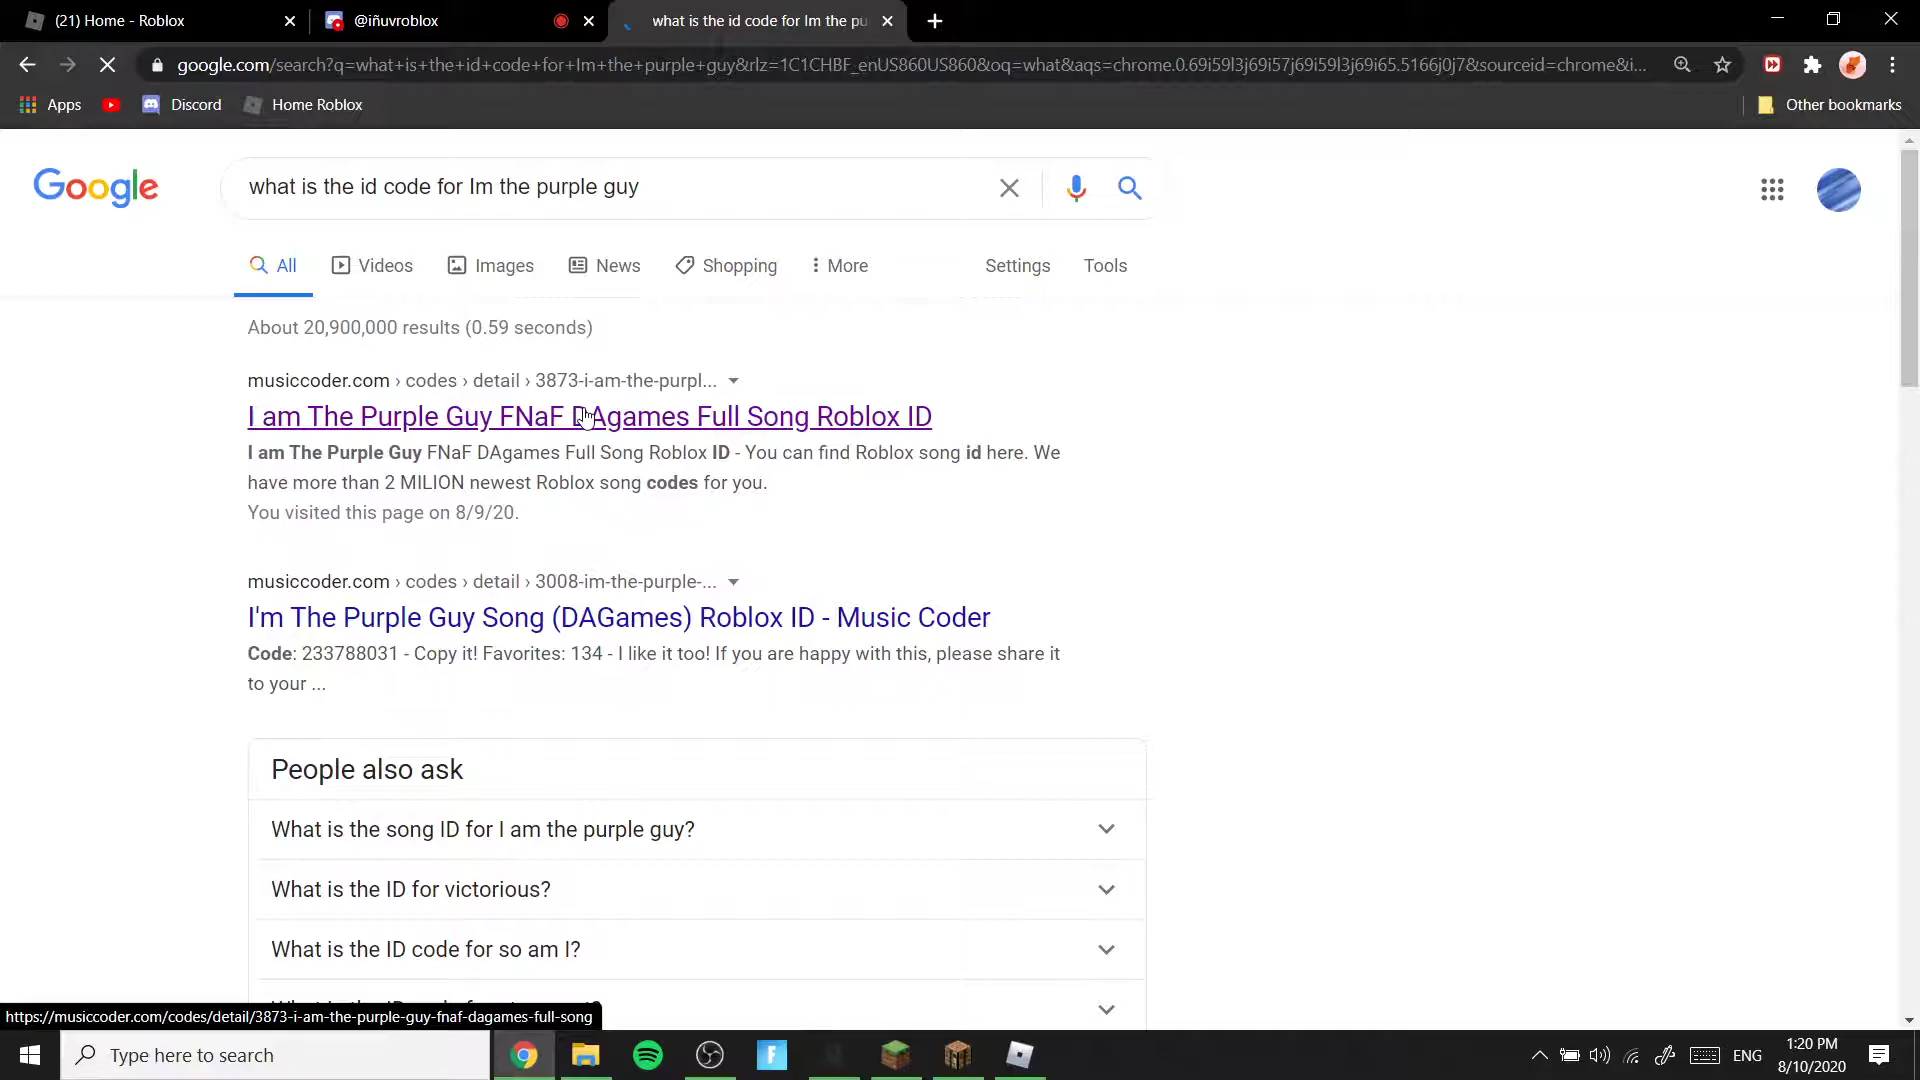 (21) Home - Roblox
@iñuvroblox
what is the id code for Im the pu
google.com/search?q=what+is+the+id+code+for+Im+the+purple+guy&rlz=1C1CHBF_enUS860US860&oq=what&aqs=chrome.0.69i59l3j69i57j69i59l3j69i65.5166j0j7&sourceid=chrome&i...
Apps
Discord
Home Roblox
Other bookmarks
Google
what is the id code for Im the purple guy
All
Videos
Images
News
Shopping
More
Settings
Tools
About 20,900,000 results (0.59 seconds)
musiccoder.com › codes › detail › 3873-i-am-the-purpl...
I am The Purple Guy FNaF DAgames Full Song Roblox ID
I am The Purple Guy FNaF DAgames Full Song Roblox ID - You can find Roblox song id here. We
have more than 2 MILION newest Roblox song codes for you.
You visited this page on 8/9/20.
musiccoder.com › codes › detail › 3008-im-the-purple-...
I'm The Purple Guy Song (DAGames) Roblox ID - Music Coder
Code: 233788031 - Copy it! Favorites: 134 - I like it too! If you are happy with this, please share it
to your ...
People also ask
What is the song ID for I am the purple guy?
What is the ID for victorious?
What is the ID code for so am I?
https://musiccoder.com/codes/detail/3873-i-am-the-purple-guy-fnaf-dagames-full-song
Type here to search
ENG
1:20 PM
8/10/2020